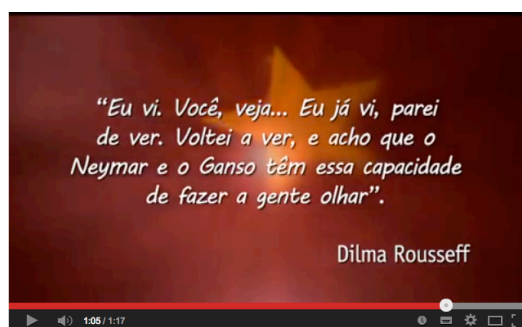 “Eu vi. Você, veja... Eu já vi, parei
de ver. Voltei a ver, e acho que o
Neymar e o Ganso têm essa capacidade
de fazer a gente olhar”.
Dilma Rousseff
1:05 / 1:17